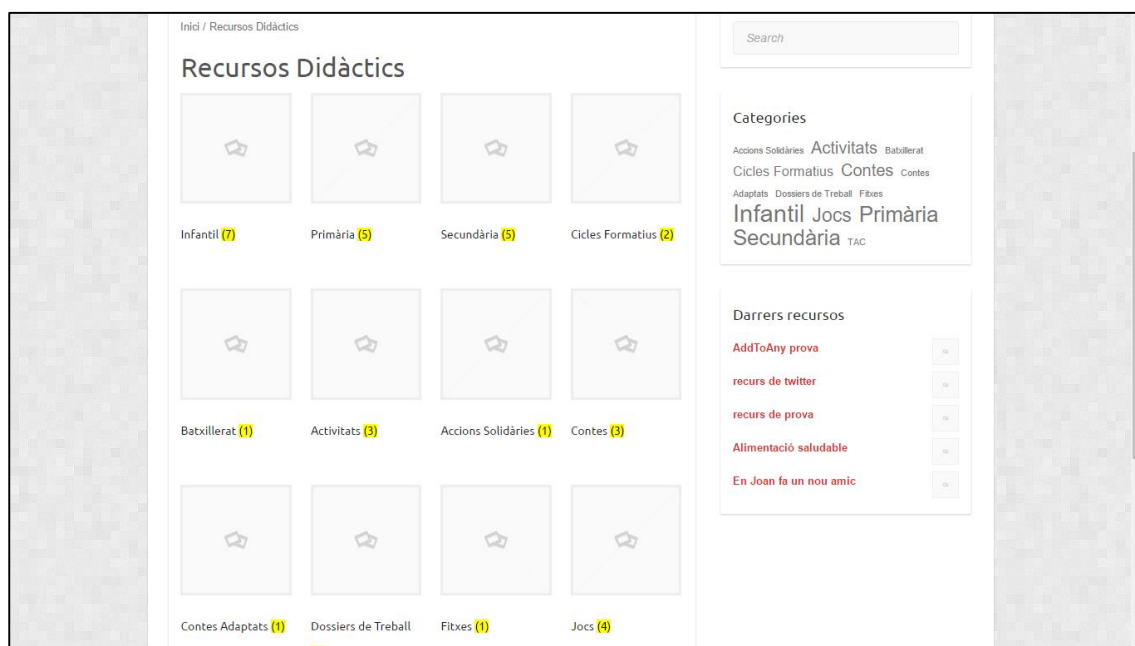 Inici / Recursos Didàctics
Recursos Didàctics
Infantil (7)
Primària (5)
Secundària (5)
Cicles Formatius (2)
Batxillerat (1)
Activitats (3)
Accions Solidàries (1)
Contes (3)
Contes Adaptats (1)
Dossiers de Treball
Fitxes (1)
Jocs (4)
Search
Categories
Accions Solidàries Activitats Batxillerat
Cicles Formatius Contes Contes
Adaptats Dossiers de Treball Fitxes
Infantil Jocs Primària
Secundària TAC
Darrers recursos
AddToAny prova
recurs de twitter
recurs de prova
Alimentació saludable
En Joan fa un nou amic